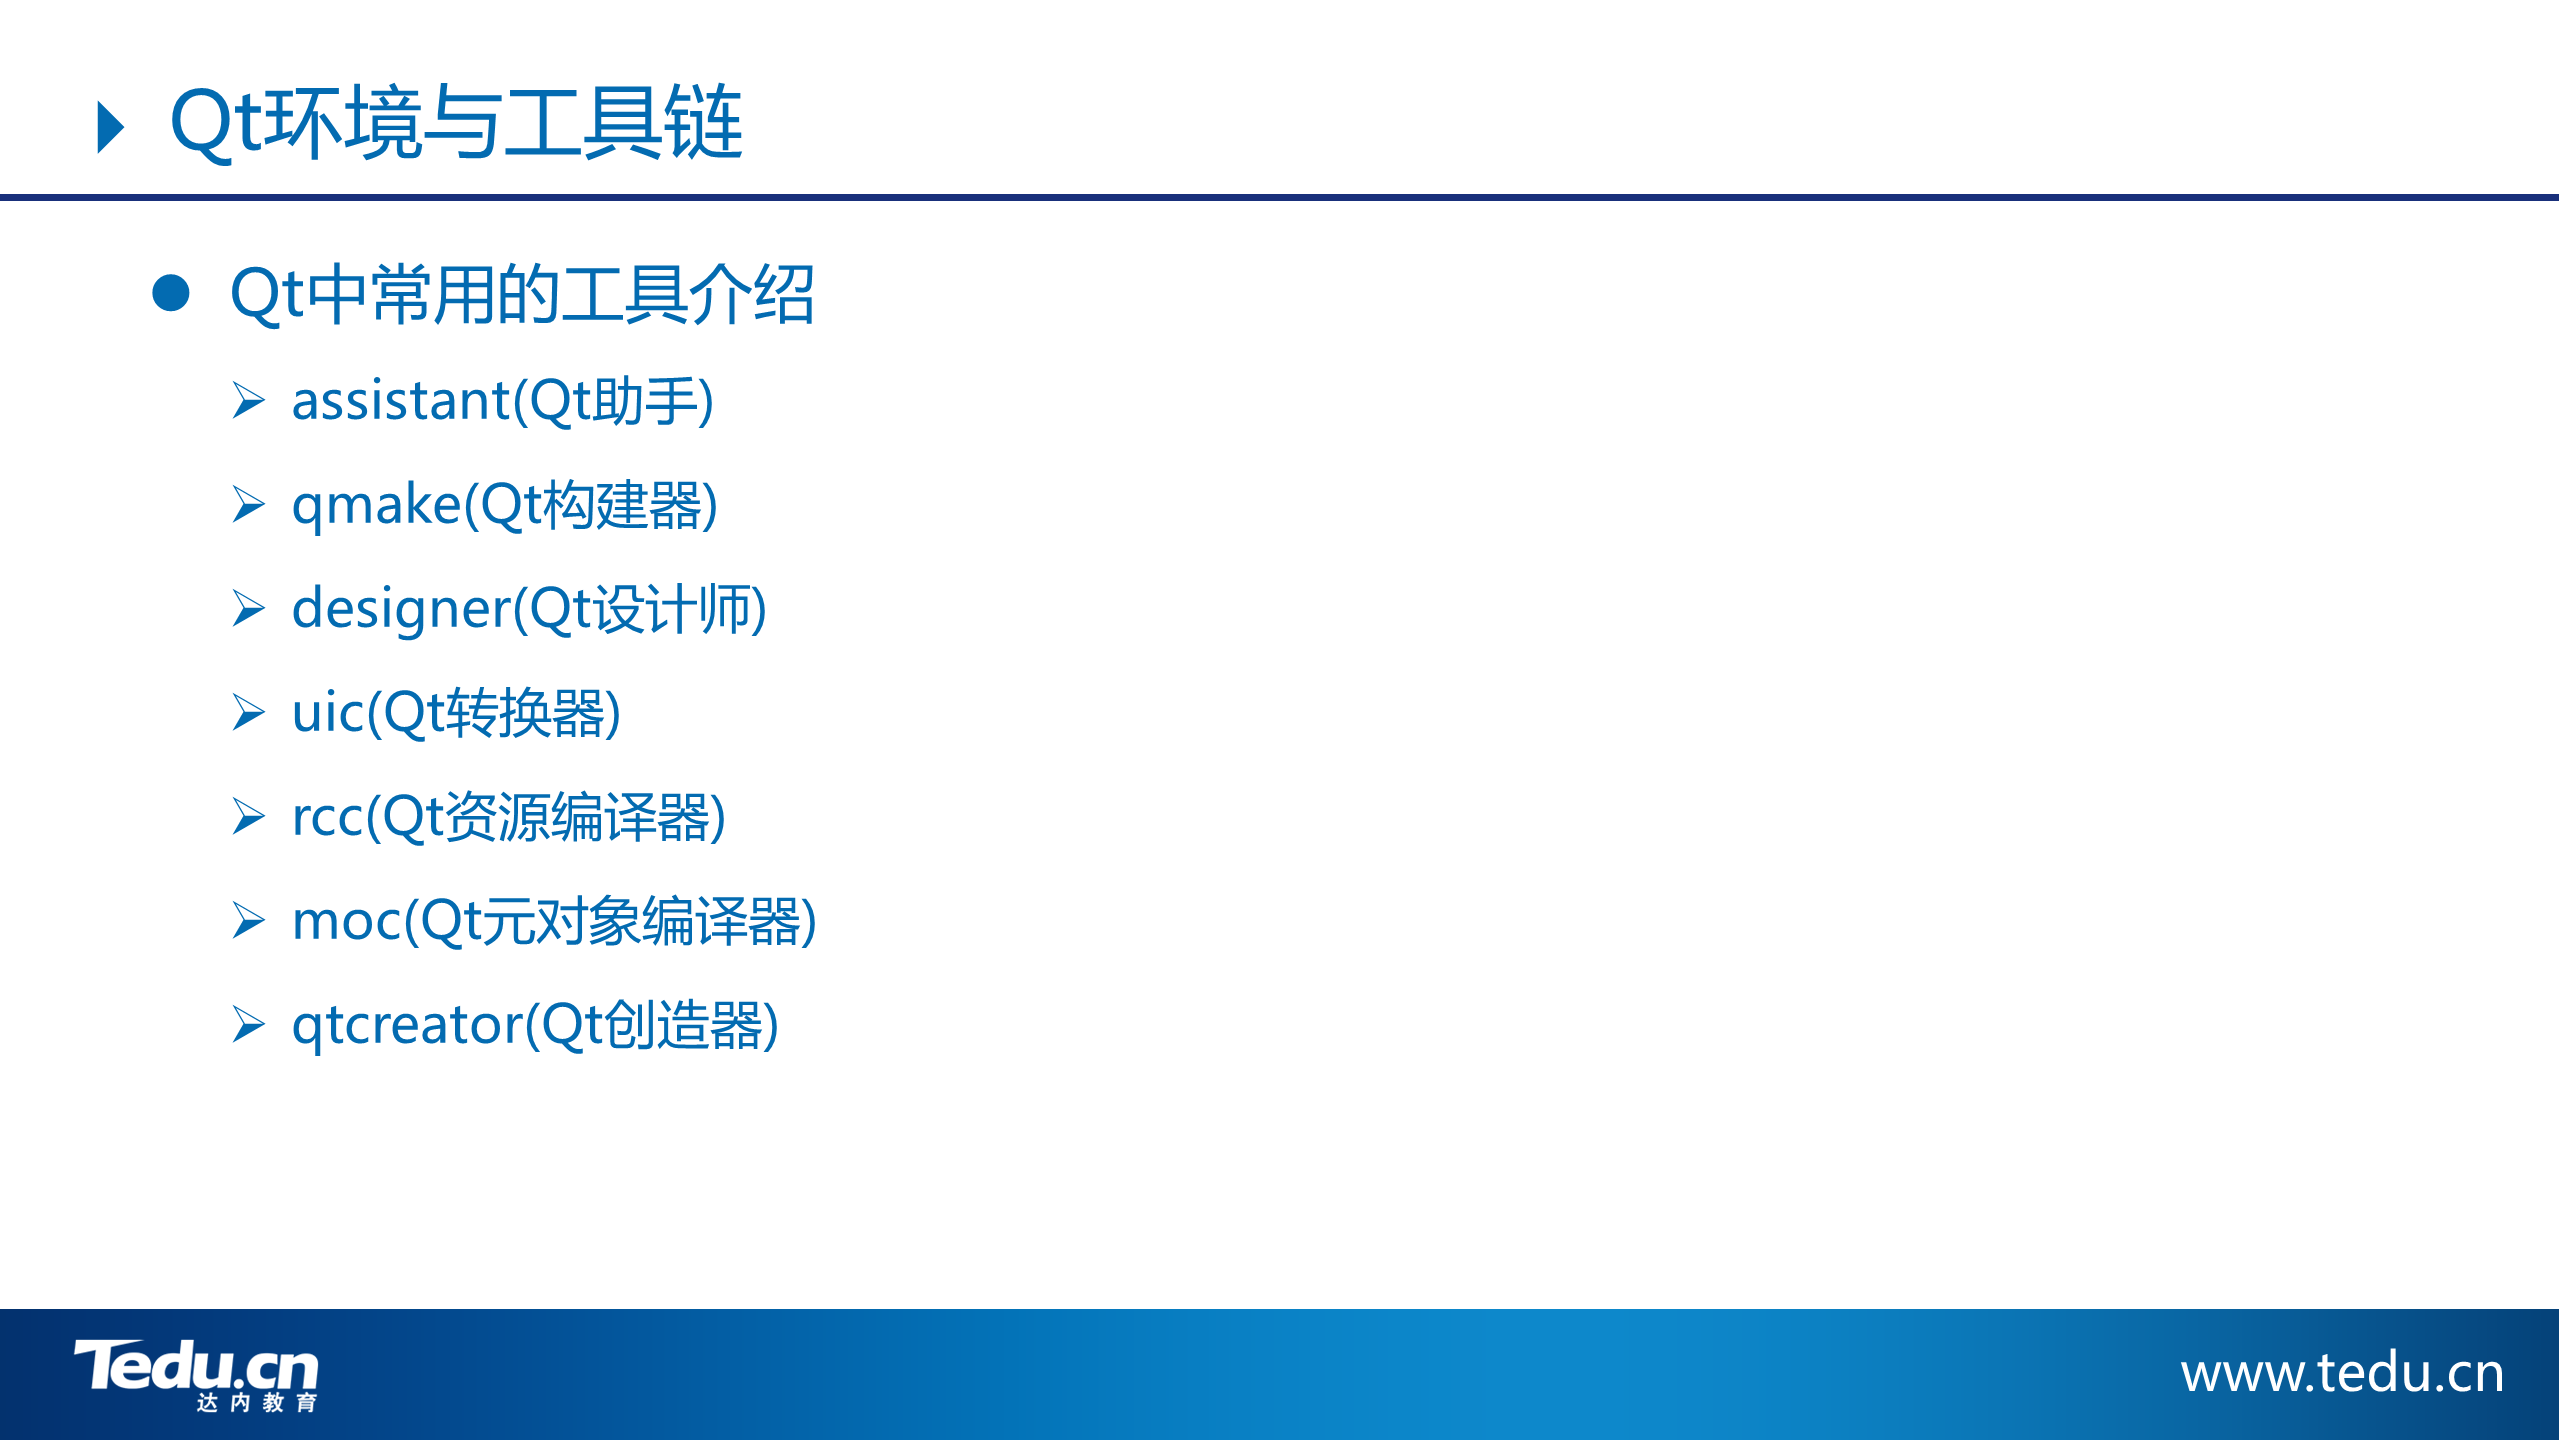 Qt环境与工具链
Qt中常用的工具介绍
assistant(Qt助手)
qmake(Qt构建器)
designer(Qt设计师)
uic(Qt转换器)
rcc(Qt资源编译器)
moc(Qt元对象编译器)
qtcreator(Qt创造器)
Tedu.cn
达内教育
www.tedu.cn